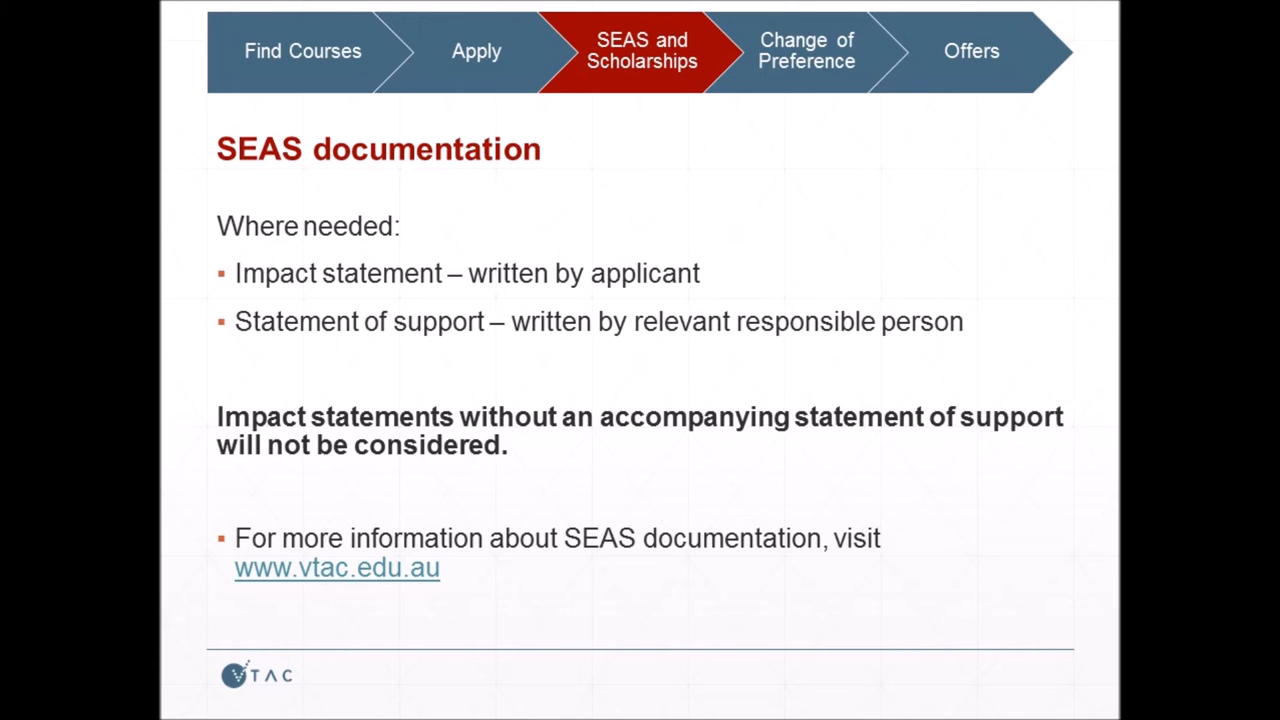 Find Courses
Apply
SEAS and
Scholarships
Change of
Preference
Offers
SEAS documentation
Where needed:
▪ Impact statement – written by applicant
▪ Statement of support – written by relevant responsible person
Impact statements without an accompanying statement of support
will not be considered.
▪ For more information about SEAS documentation, visit
www.vtac.edu.au
VTAC